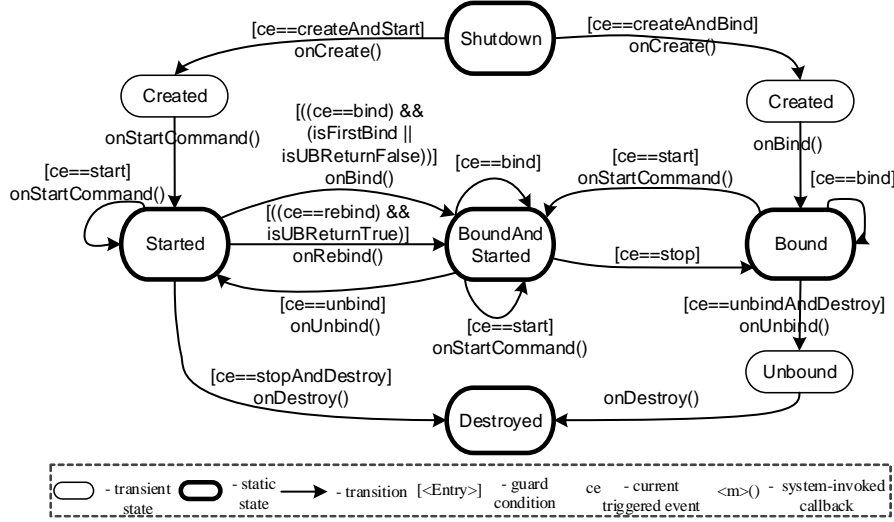 [ce==createAndStart]
onCreate()
Shutdown
[ce==createAndBind]
onCreate()
Created
Created
onStartCommand()
[((ce==bind) &&
(isFirstBind ||
isUBReturnFalse))]
onBind()
[ce==bind]
[ce==start]
onStartCommand()
onBind()
[ce==bind]
[ce==start]
onStartCommand()
Started
[((ce==rebind) &&
isUBReturnTrue)]
onRebind()
BoundAnd
Started
Bound
[ce==stop]
[ce==unbind]
onUnbind()
[ce==start]
onStartCommand()
[ce==unbindAndDestroy]
onUnbind()
Unbound
[ce==stopAndDestroy]
onDestroy()
Destroyed
onDestroy()
- transient
state
- static
state
- transition
[<Entry>]
- guard
condition
ce
- current
triggered event
<m>()
- system-invoked
callback